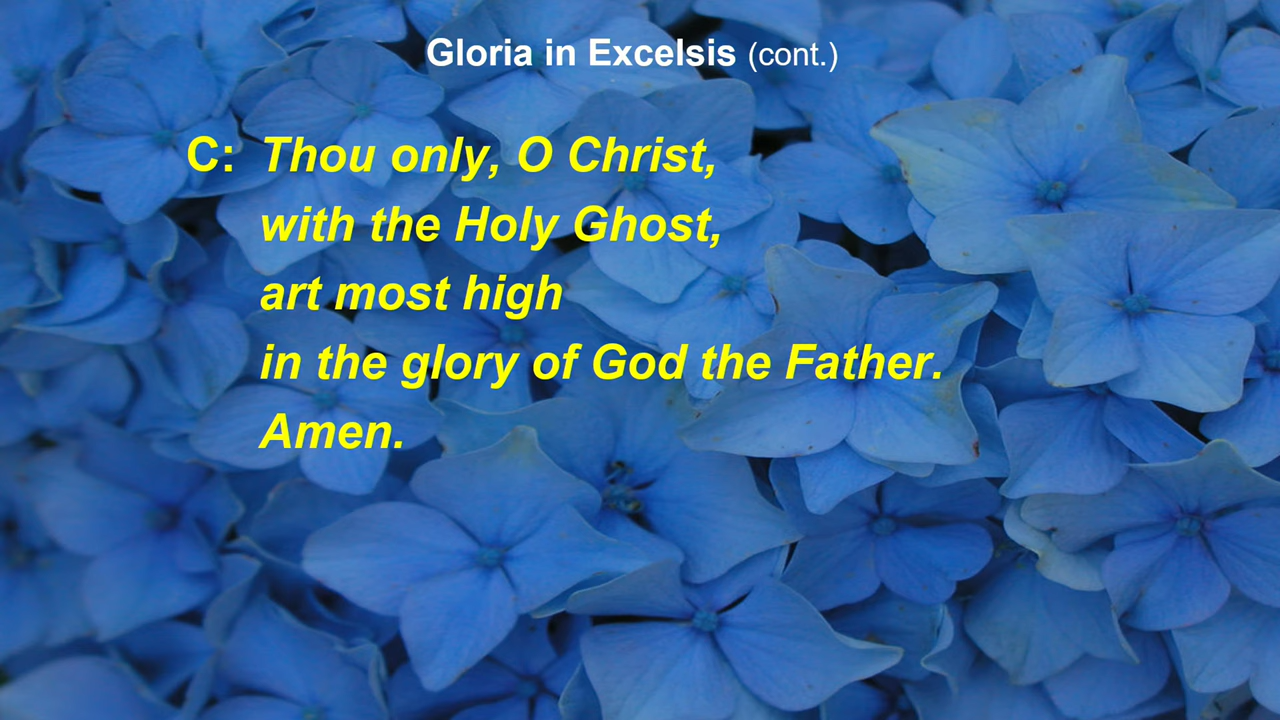 Gloria in Excelsis (cont.)
C: Thou only, O Christ,
with the Holy Ghost,
art most high
in the glory of God the Father.
Amen.